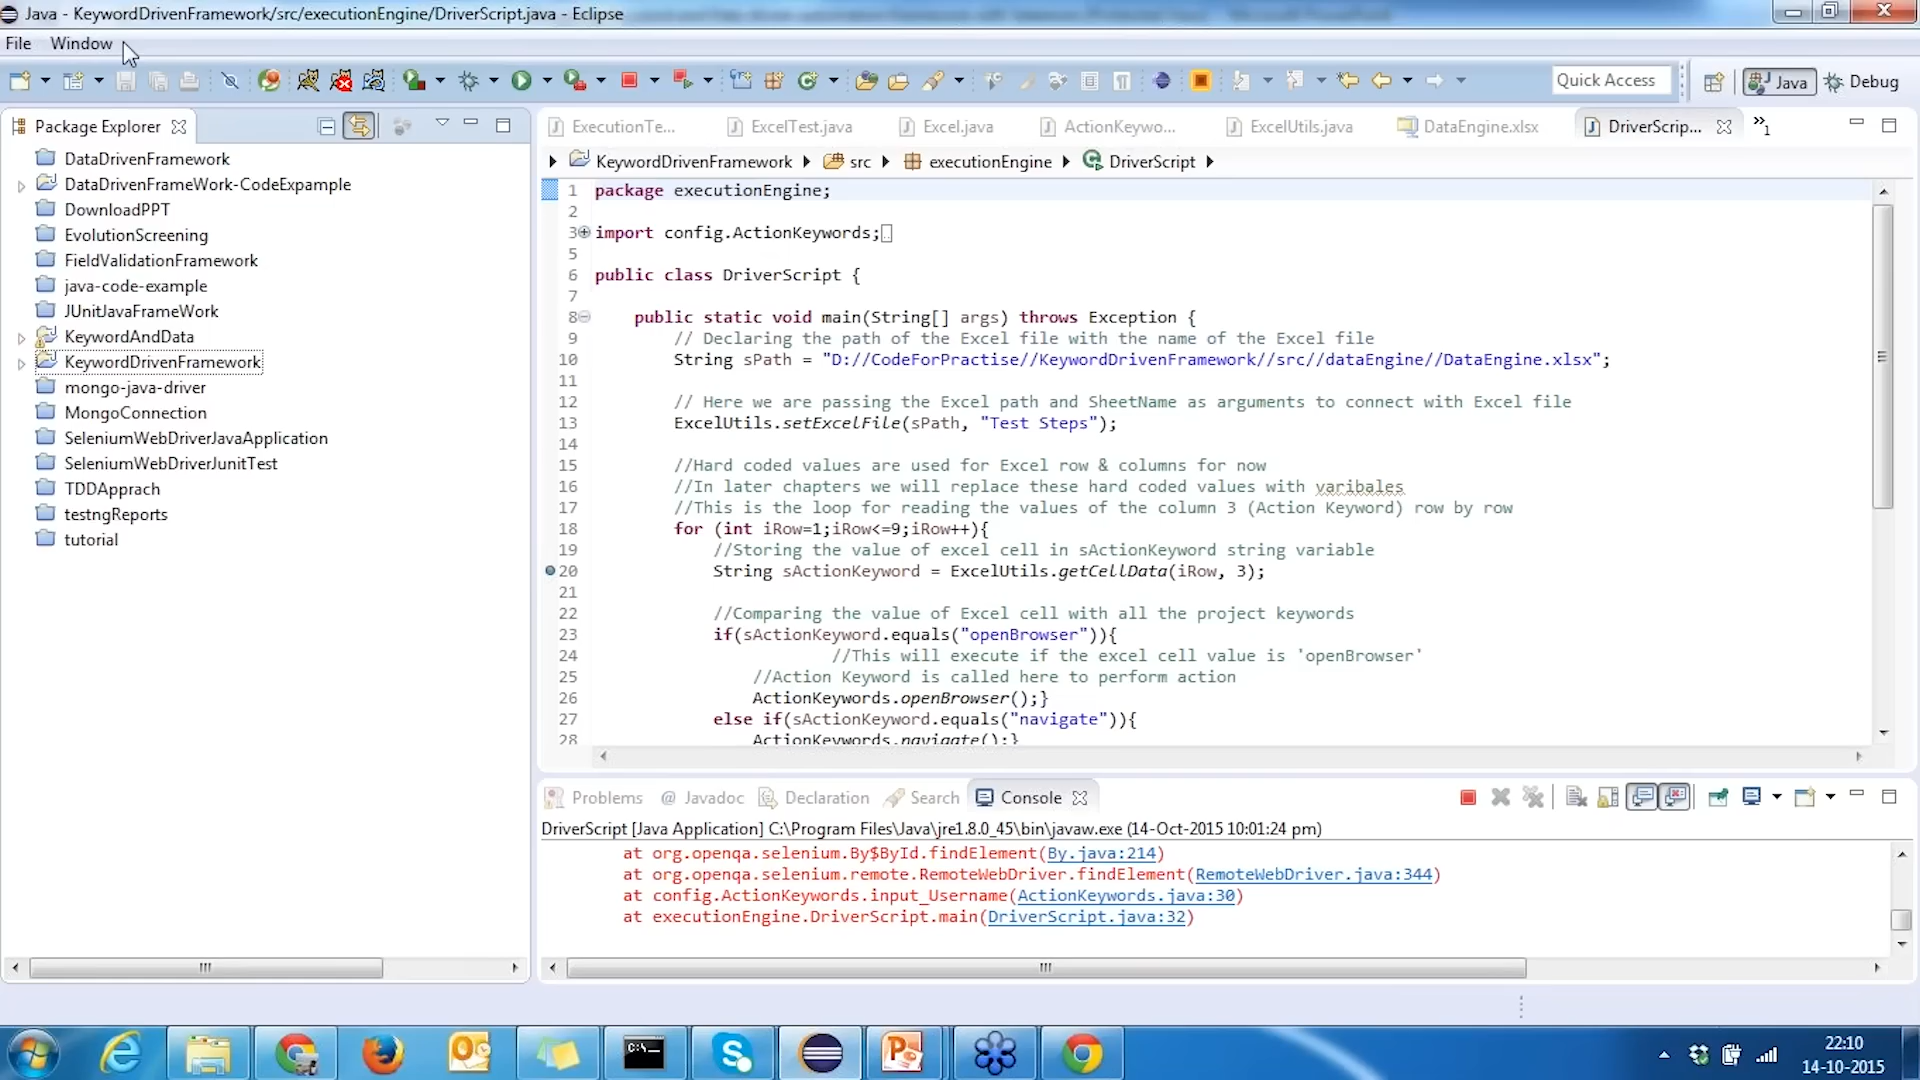 Java - KeywordDrivenFramework/src/executionEngine/DriverScript.java - Eclipse
File Window
Quick Access
Java
Debug
Package Explorer
DataDrivenFramework
DataDrivenFrameWork-CodeExpample
DownloadPPT
EvolutionScreening
FieldValidationFramework
java-code-example
JUnitJavaFrameWork
KeywordAndData
KeywordDrivenFramework
mongo-java-driver
MongoConnection
SeleniumWebDriverJavaApplication
SeleniumWebDriverJunitTest
TDDApprach
testngReports
tutorial
ExecutionTe... ExcelTest.java Excel.java ActionKeywo... ExcelUtils.java DataEngine.xlsx DriverScrip... »1
KeywordDrivenFramework src executionEngine DriverScript
1 package executionEngine;
2
3 import config.ActionKeywords;
5
6 public class DriverScript {
7
8 public static void main(String[] args) throws Exception {
9 // Declaring the path of the Excel file with the name of the Excel file
10 String sPath = "D://CodeForPractise//KeywordDrivenFramework//src//dataEngine//DataEngine.xlsx";
11
12 // Here we are passing the Excel path and SheetName as arguments to connect with Excel file
13 ExcelUtils.setExcelFile(sPath, "Test Steps");
14
15 //Hard coded values are used for Excel row & columns for now
16 //In later chapters we will replace these hard coded values with varibales
17 //This is the loop for reading the values of the column 3 (Action Keyword) row by row
18 for (int iRow=1;iRow<=9;iRow++){
19 //Storing the value of excel cell in sActionKeyword string variable
20 String sActionKeyword = ExcelUtils.getCellData(iRow, 3);
21
22 //Comparing the value of Excel cell with all the project keywords
23 if(sActionKeyword.equals("openBrowser")){
24 //This will execute if the excel cell value is 'openBrowser'
25 //Action Keyword is called here to perform action
26 ActionKeywords.openBrowser();}
27 else if(sActionKeyword.equals("navigate")){
28 ActionKeywords.navigate();}
Problems @ Javadoc Declaration Search Console
DriverScript [Java Application] C:\Program Files\Java\jre1.8.0_45\bin\javaw.exe (14-Oct-2015 10:01:24 pm)
at org.openqa.selenium.By$ById.findElement(By.java:214)
at org.openqa.selenium.remote.RemoteWebDriver.findElement(RemoteWebDriver.java:344)
at config.ActionKeywords.input_Username(ActionKeywords.java:30)
at executionEngine.DriverScript.main(DriverScript.java:32)
22:10
14-10-2015